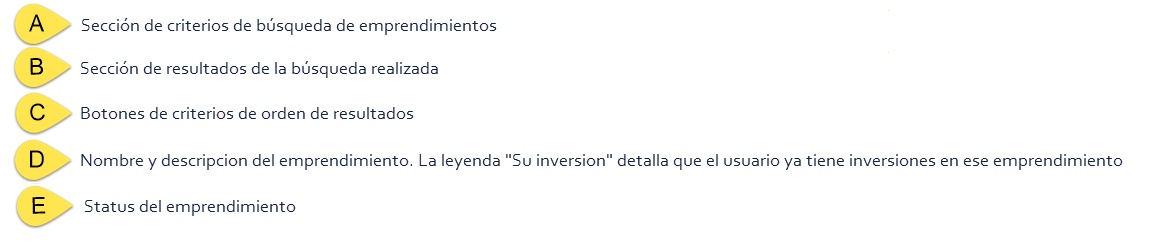 A Sección de criterios de búsqueda de emprendimientos
B Sección de resultados de la búsqueda realizada
C Botones de criterios de orden de resultados
D Nombre y descripcion del emprendimiento. La leyenda "Su inversion" detalla que el usuario ya tiene inversiones en ese emprendimiento
E Status del emprendimiento